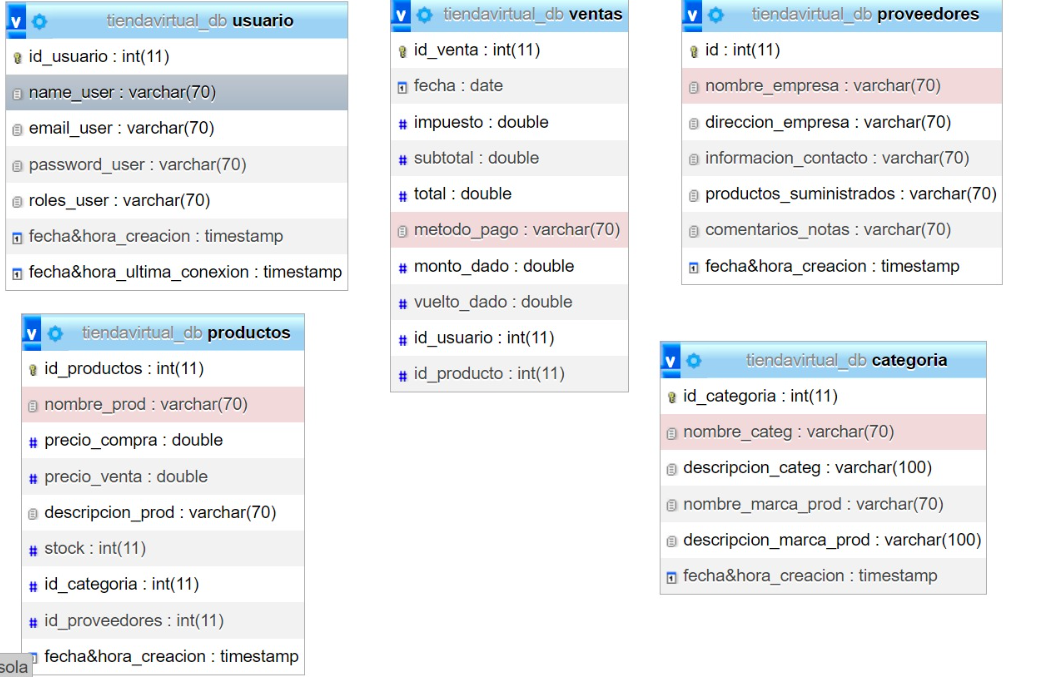 tiendavirtual_db usuario
id_usuario : int(11)
name_user : varchar(70)
email_user : varchar(70)
password_user : varchar(70)
roles_user : varchar(70)
fecha&hora_creacion : timestamp
fecha&hora_ultima_conexion : timestamp
tiendavirtual_db ventas
id_venta : int(11)
fecha : date
impuesto : double
subtotal : double
total : double
metodo_pago : varchar(70)
monto_dado : double
vuelto_dado : double
id_usuario : int(11)
id_producto : int(11)
tiendavirtual_db proveedores
id : int(11)
nombre_empresa : varchar(70)
direccion_empresa : varchar(70)
informacion_contacto : varchar(70)
productos_suministrados : varchar(70)
comentarios_notas : varchar(70)
fecha&hora_creacion : timestamp
tiendavirtual_db productos
id_productos : int(11)
nombre_prod : varchar(70)
precio_compra : double
precio_venta : double
descripcion_prod : varchar(70)
stock : int(11)
id_categoria : int(11)
id_proveedores : int(11)
fecha&hora_creacion : timestamp
sola
tiendavirtual_db categoria
id_categoria : int(11)
nombre_categ : varchar(70)
descripcion_categ : varchar(100)
nombre_marca_prod : varchar(70)
descripcion_marca_prod : varchar(100)
fecha&hora_creacion : timestamp